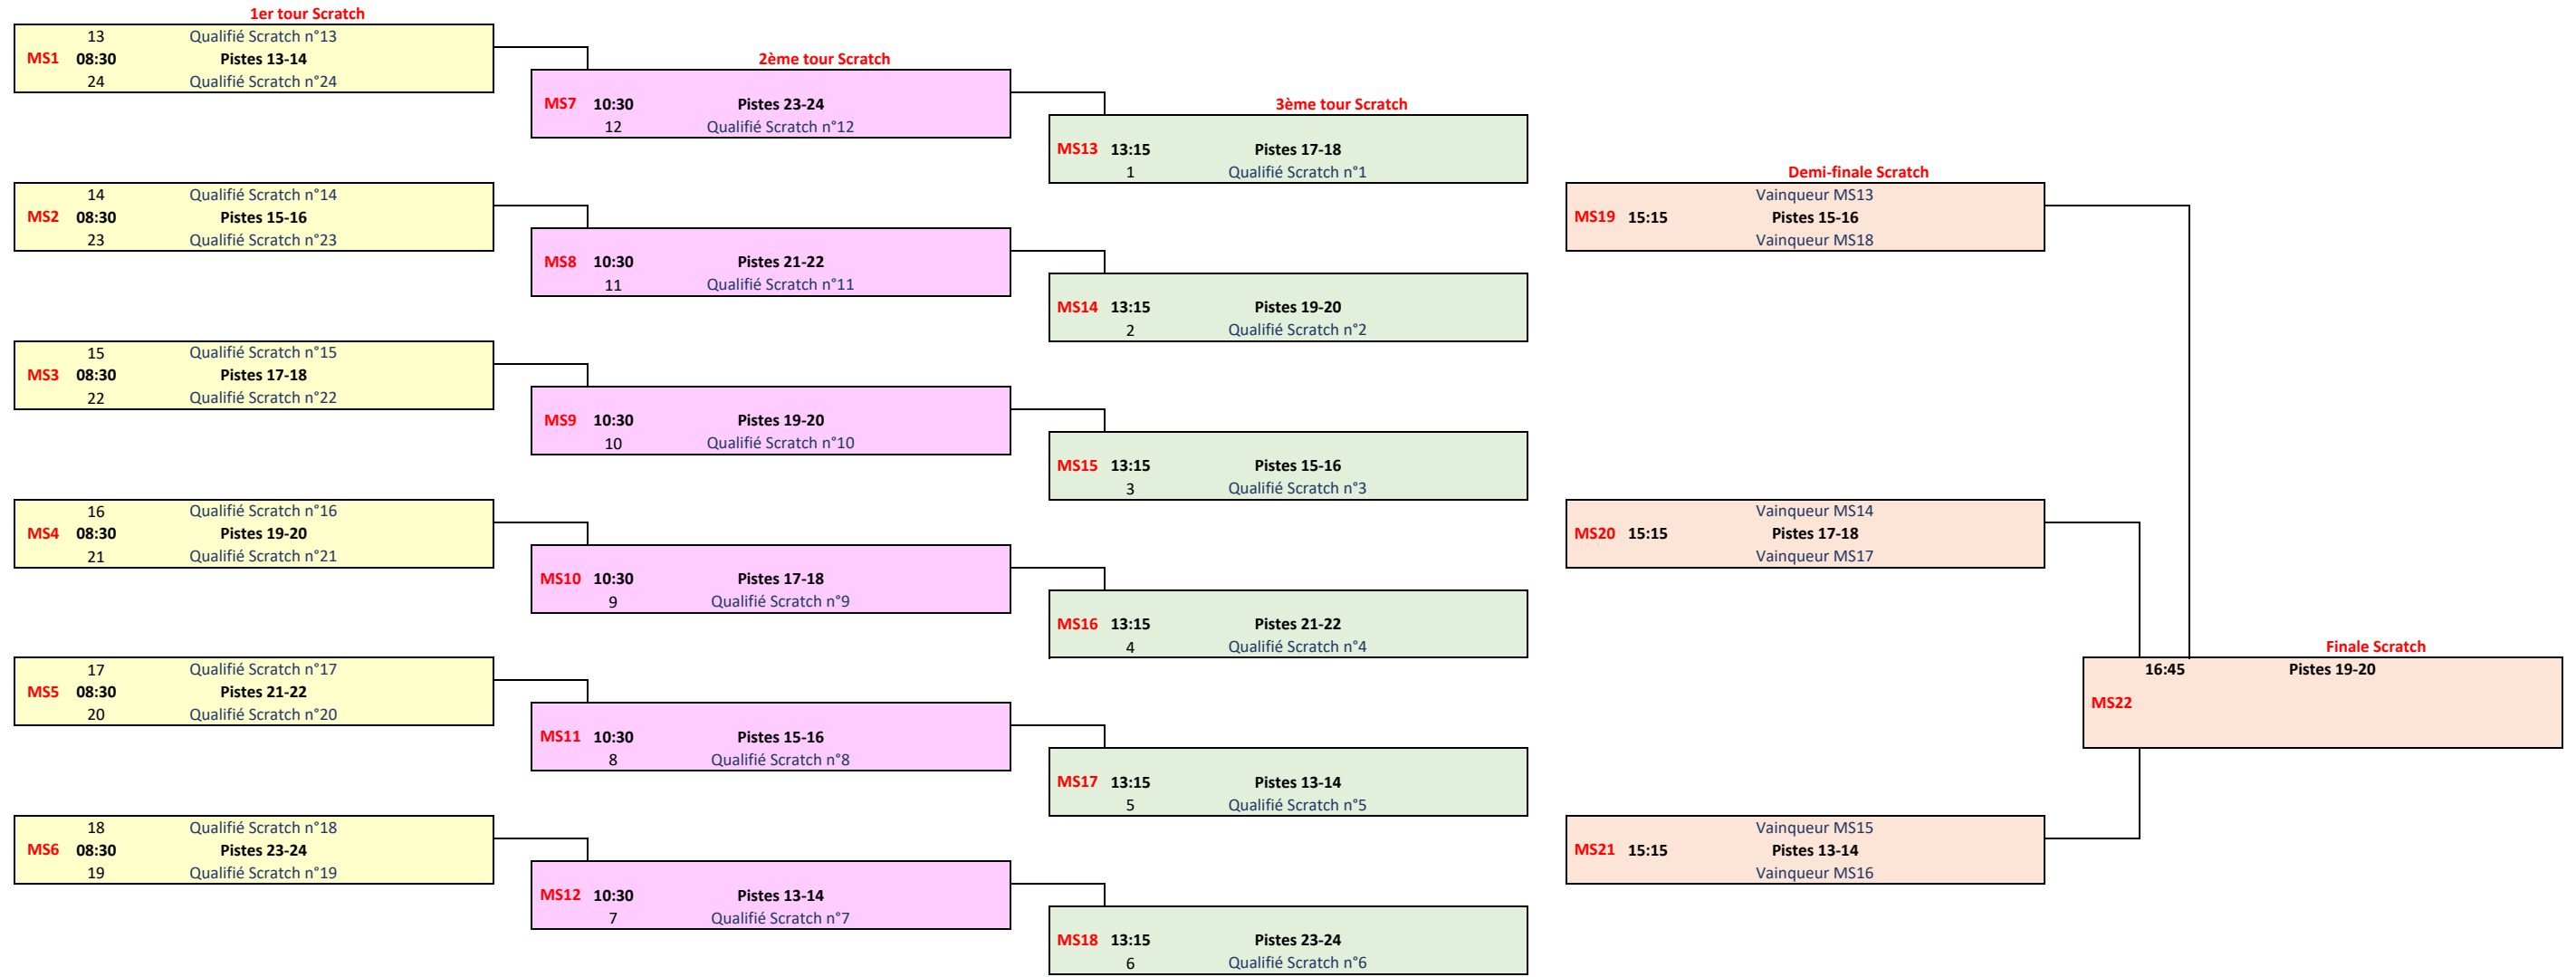 1er tour Scratch
13 Qualifié Scratch n°13
MS1 08:30 Pistes 13-14
24 Qualifié Scratch n°24
14 Qualifié Scratch n°14
MS2 08:30 Pistes 15-16
23 Qualifié Scratch n°23
15 Qualifié Scratch n°15
MS3 08:30 Pistes 17-18
22 Qualifié Scratch n°22
16 Qualifié Scratch n°16
MS4 08:30 Pistes 19-20
21 Qualifié Scratch n°21
17 Qualifié Scratch n°17
MS5 08:30 Pistes 21-22
20 Qualifié Scratch n°20
18 Qualifié Scratch n°18
MS6 08:30 Pistes 23-24
19 Qualifié Scratch n°19
2ème tour Scratch
MS7 10:30 Pistes 23-24
12 Qualifié Scratch n°12
MS8 10:30 Pistes 21-22
11 Qualifié Scratch n°11
MS9 10:30 Pistes 19-20
10 Qualifié Scratch n°10
MS10 10:30 Pistes 17-18
9 Qualifié Scratch n°9
MS11 10:30 Pistes 15-16
8 Qualifié Scratch n°8
MS12 10:30 Pistes 13-14
7 Qualifié Scratch n°7
3ème tour Scratch
MS13 13:15 Pistes 17-18
1 Qualifié Scratch n°1
MS14 13:15 Pistes 19-20
2 Qualifié Scratch n°2
MS15 13:15 Pistes 15-16
3 Qualifié Scratch n°3
MS16 13:15 Pistes 21-22
4 Qualifié Scratch n°4
MS17 13:15 Pistes 13-14
5 Qualifié Scratch n°5
MS18 13:15 Pistes 23-24
6 Qualifié Scratch n°6
Demi-finale Scratch
Vainqueur MS13
MS19 15:15 Pistes 15-16
Vainqueur MS18
Vainqueur MS14
MS20 15:15 Pistes 17-18
Vainqueur MS17
Vainqueur MS15
MS21 15:15 Pistes 13-14
Vainqueur MS16
Finale Scratch
16:45 Pistes 19-20
MS22